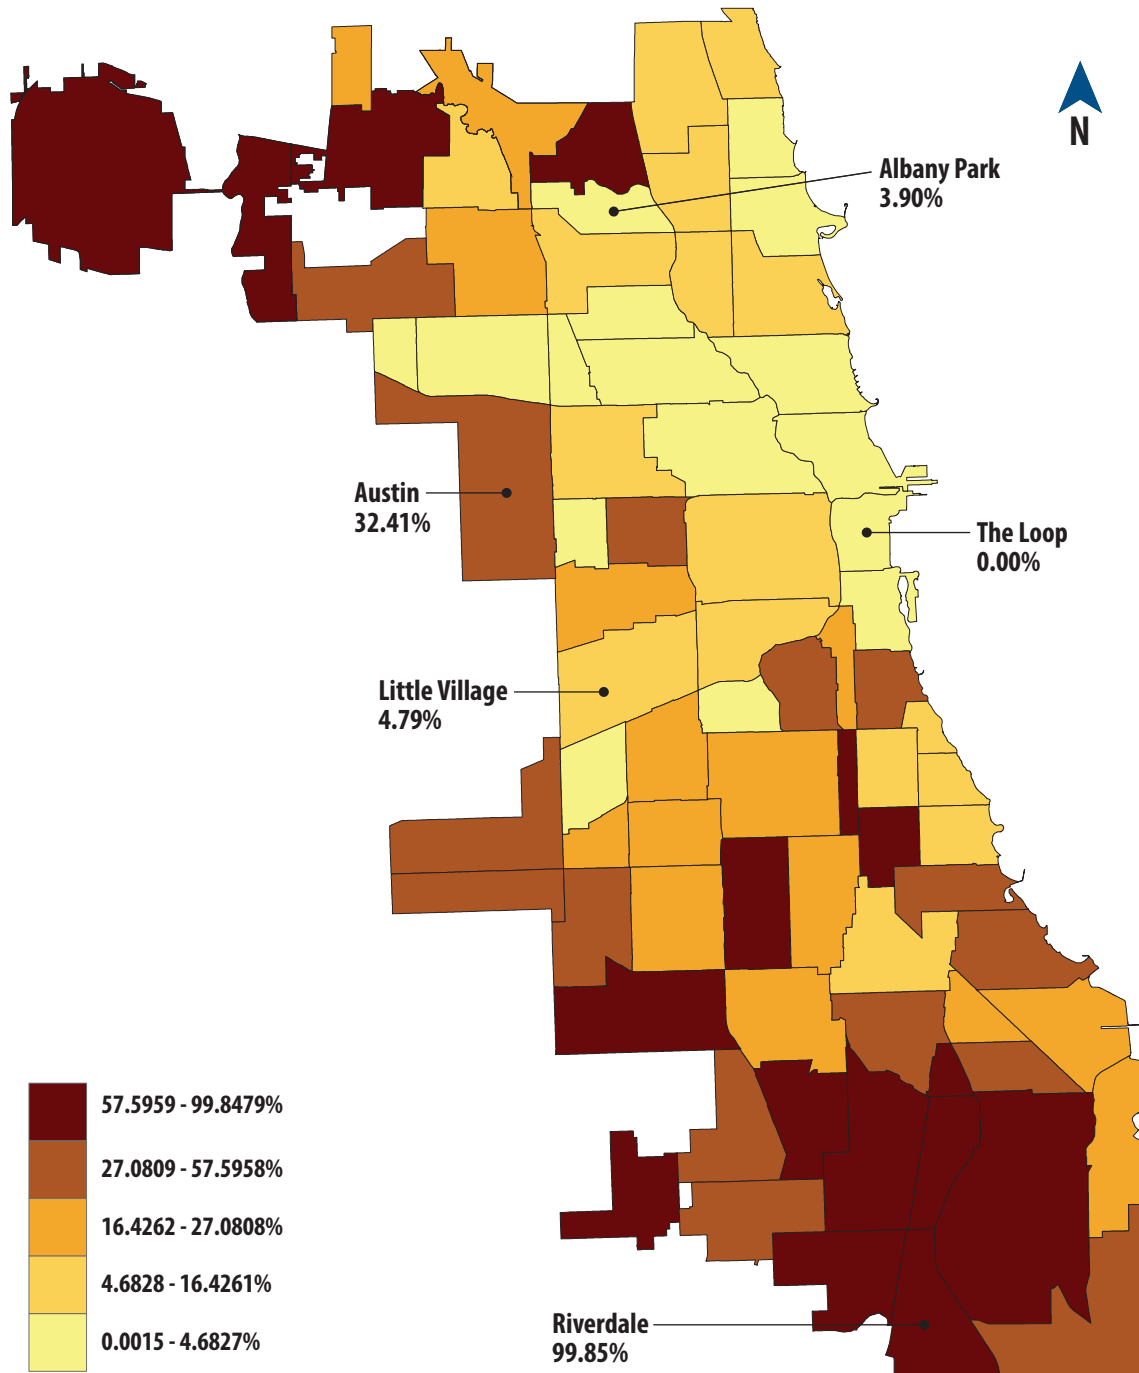 N
Albany Park
3.90%
Austin
32.41%
The Loop
0.00%
Little Village
4.79%
57.5959 - 99.8479%
27.0809 - 57.5958%
16.4262 - 27.0808%
4.6828 - 16.4261%
0.0015 - 4.6827%
Riverdale
99.85%